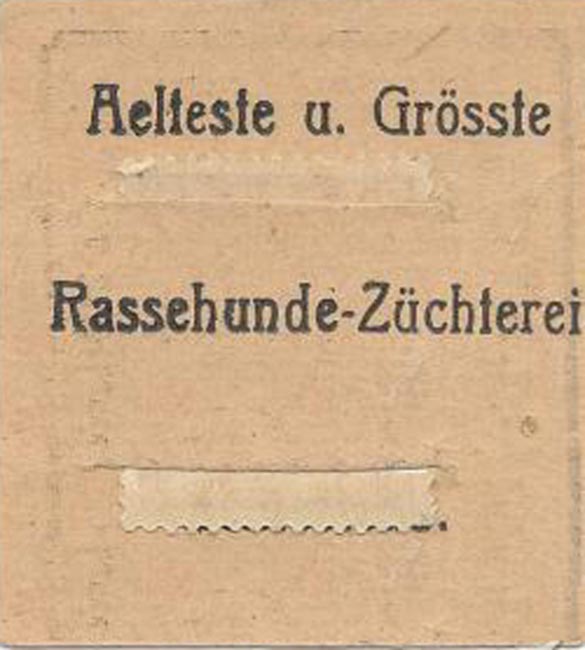 Aelteste u. Grösste
Rassehunde-Züchterei